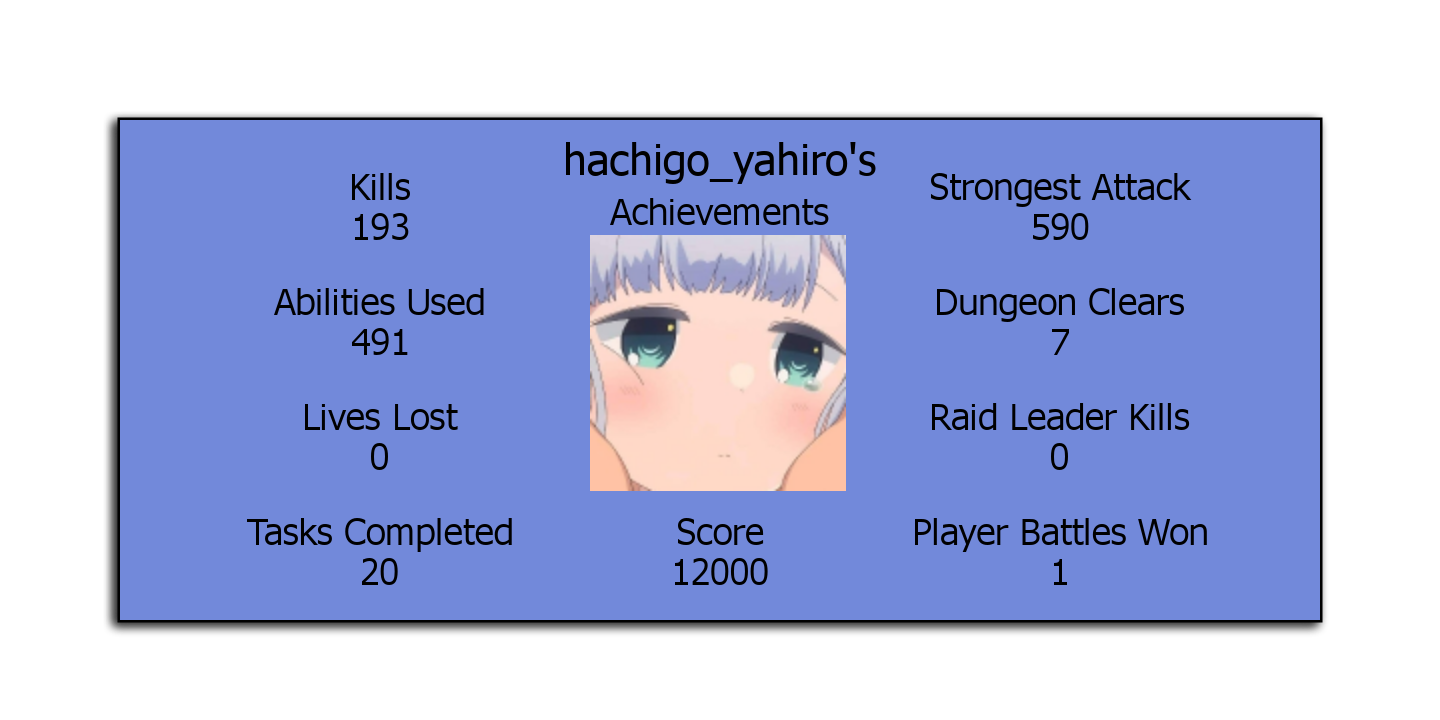 hachigo_yahiro's
Achievements
Kills
193
Abilities Used
491
Lives Lost
0
Tasks Completed
20
Score
12000
Strongest Attack
590
Dungeon Clears
7
Raid Leader Kills
0
Player Battles Won
1